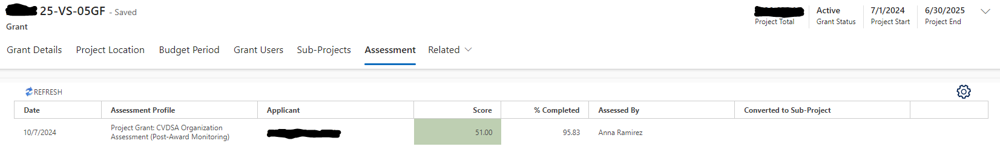 25-VS-05GF - Saved
Grant
Project Total
Active
Grant Status
7/1/2024
Project Start
6/30/2025
Project End
Grant Details Project Location Budget Period Grant Users Sub-Projects Assessment Related
REFRESH
Date Assessment Profile Applicant Score % Completed Assessed By Converted to Sub-Project
10/7/2024 Project Grant: CVDSA Organization
Assessment (Post-Award Monitoring) 51.00 95.83 Anna Ramirez